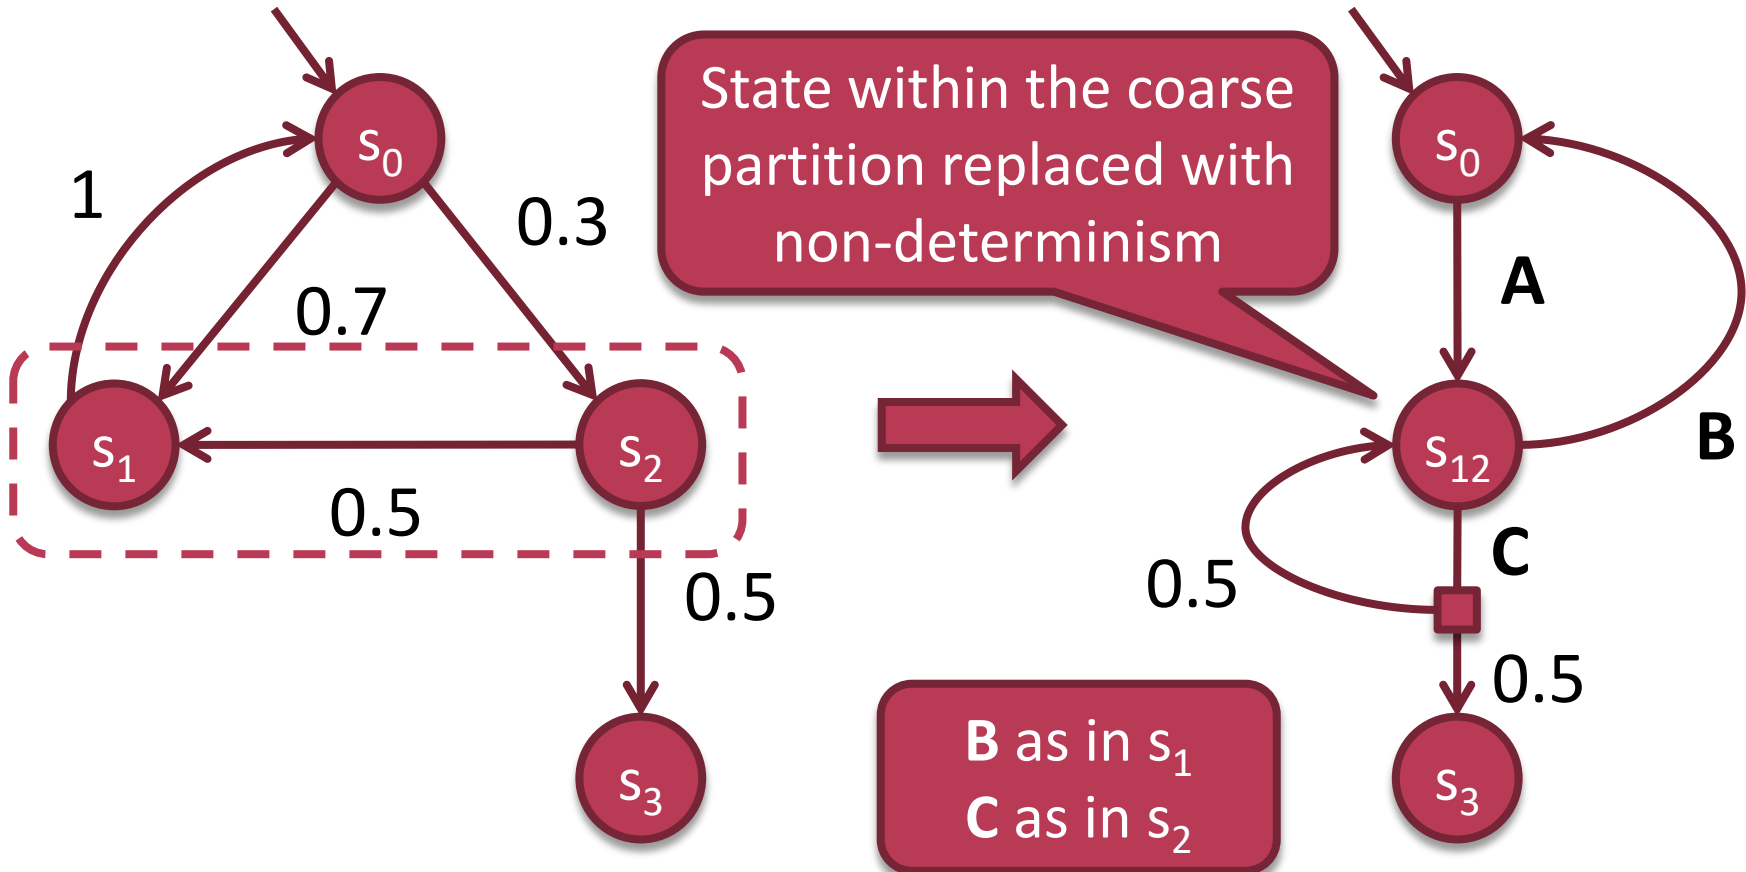 s0
1
0.3
0.7
s1
s2
0.5
0.5
s3
State within the coarse
partition replaced with
non-determinism
s0
A
B
s12
C
0.5
0.5
s3
B as in s1
C as in s2